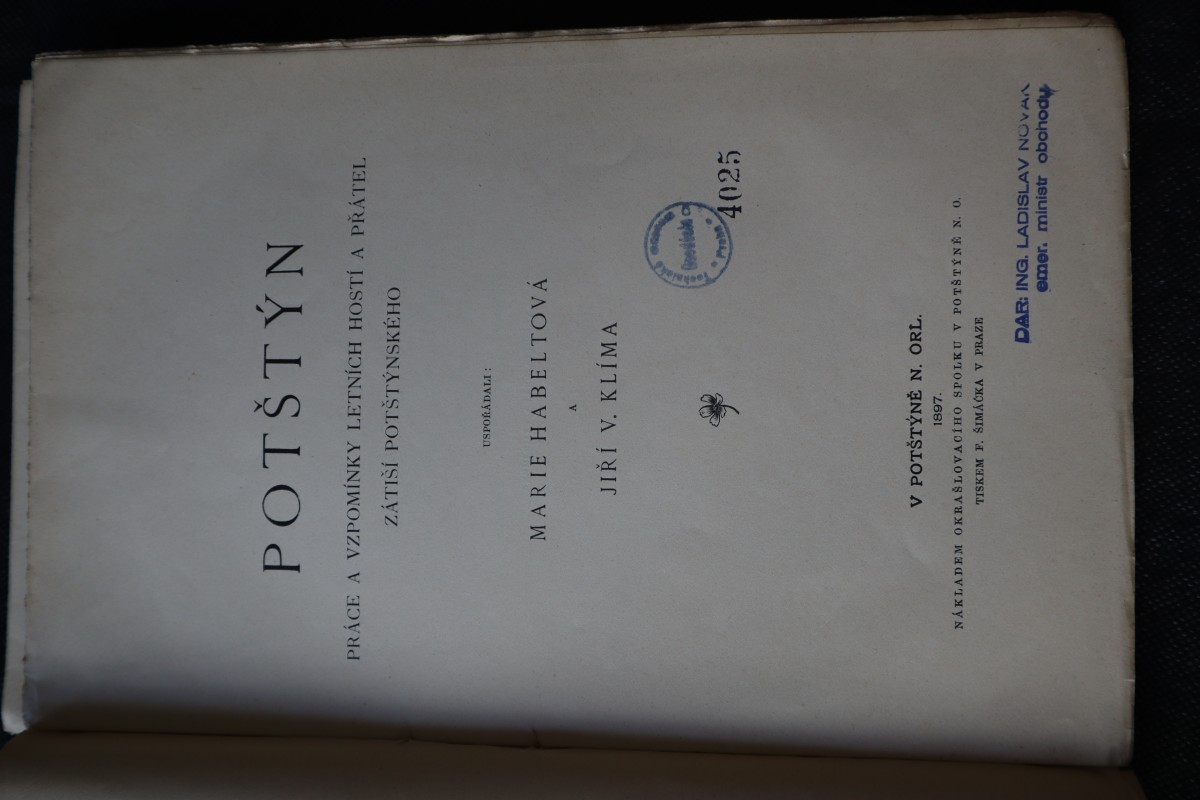 POTŠTÝN
PRÁCE A VZPOMÍNKY LETNÍCH HOSTÍ A PŘÁTEL
ZÁTIŠÍ POTŠTÝNSKÉHO
USPOŘÁDALI:
MARIE HABELTOVÁ
A
JIŘÍ V. KLÍMA
4025
V POTŠTÝNĚ N. ORL.
1897.
NÁKLADEM OKRAŠLOVACÍHO SPOLKU V POTŠTÝNĚ N. O.
TISKEM F. ŠIMÁČKA V PRAZE
DAR: ING. LADISLAV NOVÁK
emer. ministr obchodu